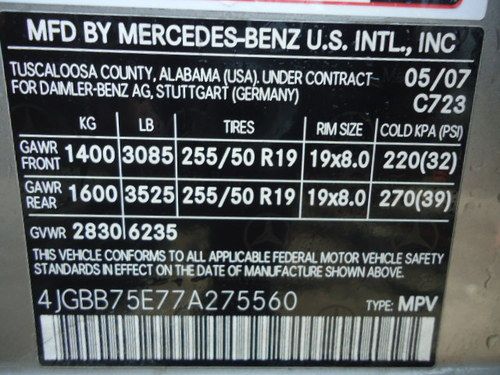 MFD BY MERCEDES-BENZ U.S. INTL., INC
TUSCALOOSA COUNTY, ALABAMA (USA). UNDER CONTRACT 05/07
FOR DAIMLER-BENZ AG, STUTTGART (GERMANY) C723
KG LB TIRES RIM SIZE COLD KPA (PSI)
GAWR FRONT 1400 3085 255/50 R19 19x8.0 220(32)
GAWR REAR 1600 3525 255/50 R19 19x8.0 270(39)
GVWR 2830 6235
THIS VEHICLE CONFORMS TO ALL APPLICABLE FEDERAL MOTOR VEHICLE SAFETY
STANDARDS IN EFFECT ON THE DATE OF MANUFACTURE SHOWN ABOVE.
4JGBB75E77A275560 TYPE: MPV